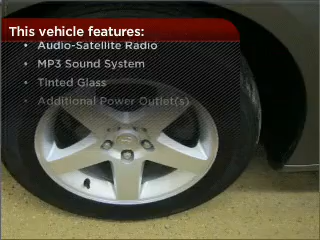 This vehicle features:
• Audio-Satellite Radio
• MP3 Sound System
• Tinted Glass
• Additional Power Outlet(s)